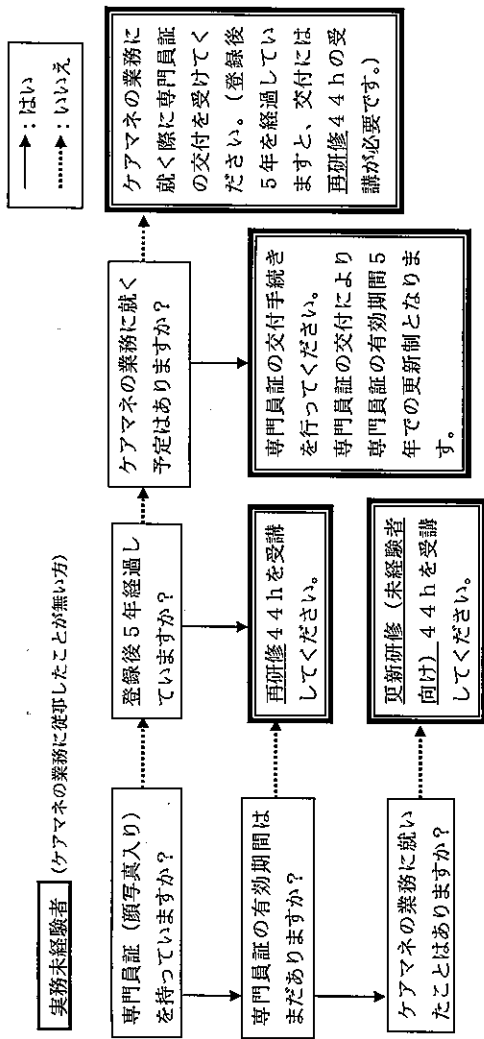 実務未経験者 (ケアマネの業務に従事したことが無い方)
→:はい
┈▶:いいえ
専門員証(顔写真入り)
を持っていますか?
登録後5年経過し
ていますか?
ケアマネの業務に就く
予定はありますか?
ケアマネの業務に
就く際に専門員証
の交付を受けてく
ださい。(登録後
5年を経過してい
ますと、交付には
再研修44hの受
講が必要です。)
専門員証の有効期間は
まだありますか?
再研修44hを受講
してください。
専門員証の交付手続き
を行ってください。
専門員証の交付により
専門員証の有効期間5
年での更新制となりま
す。
ケアマネの業務に就い
たことはありますか?
更新研修(未経験者
向け)44hを受講
してください。